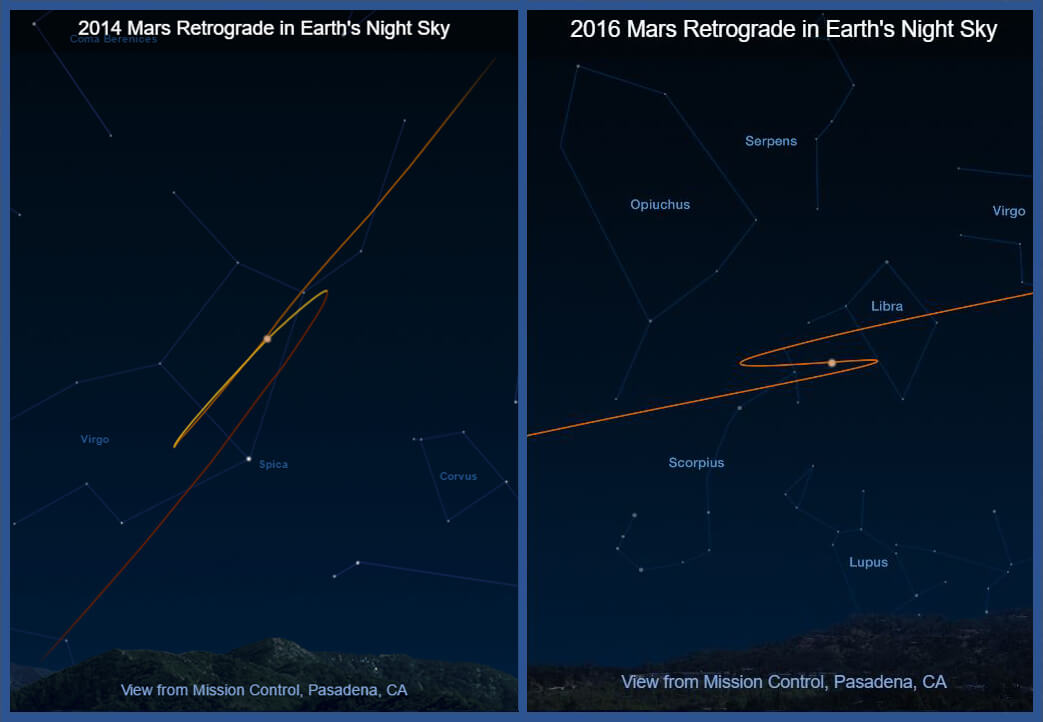 2014 Mars Retrograde in Earth's Night Sky
Coma Berenices
Virgo
Spica
Corvus
View from Mission Control, Pasadena, CA
2016 Mars Retrograde in Earth's Night Sky
Serpens
Opiuchus
Virgo
Libra
Scorpius
Lupus
View from Mission Control, Pasadena, CA